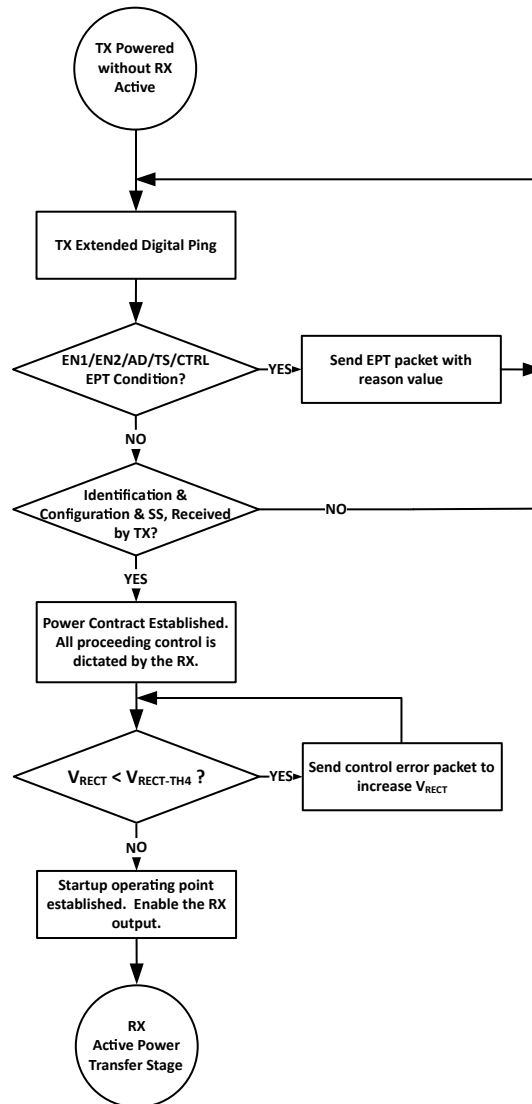 TX Powered
without RX
Active
TX Extended Digital Ping
EN1/EN2/AD/TS/CTRL
EPT Condition?
YES
Send EPT packet with
reason value
NO
Identification &
Configuration & SS, Received
by TX?
NO
YES
Power Contract Established.
All proceeding control is
dictated by the RX.
VRECT < VRECT-TH4 ?
YES
Send control error packet to
increase VRECT
NO
Startup operating point
established. Enable the RX
output.
RX
Active Power
Transfer Stage